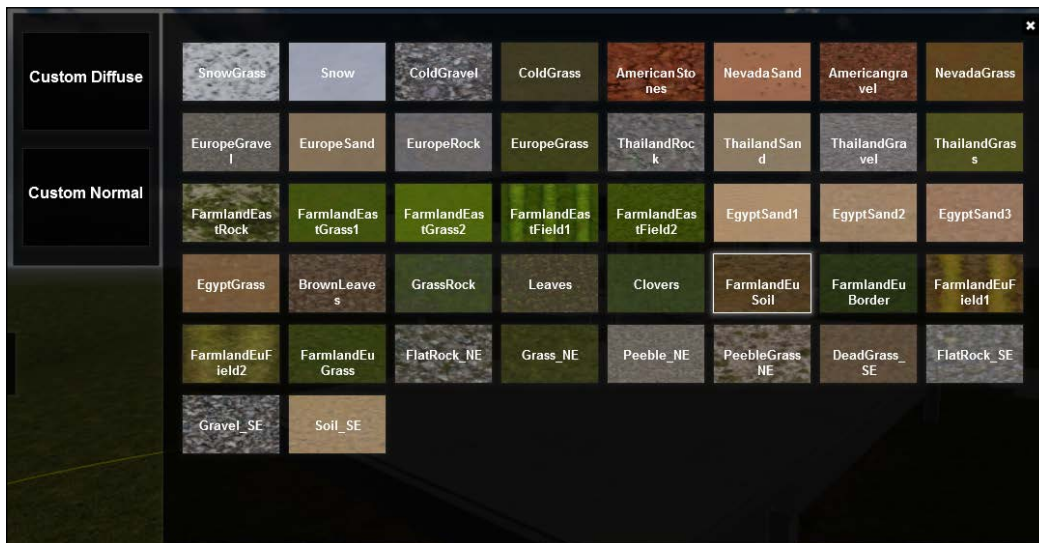 Custom Diffuse
Custom Normal
SnowGrass
Snow
ColdGravel
ColdGrass
AmericanSto
nes
NevadaSand
Americangra
vel
NevadaGrass
EuropeGrave
l
EuropeSand
EuropeRock
EuropeGrass
ThailandRoc
k
ThailandSan
d
ThailandGra
vel
ThailandGras
s
FarmlandEas
tRock
FarmlandEas
tGrass1
FarmlandEas
tGrass2
FarmlandEas
tField1
FarmlandEas
tField2
EgyptSand1
EgyptSand2
EgyptSand3
EgyptGrass
BrownLeave
s
GrassRock
Leaves
Clovers
FarmlandEu
Soil
FarmlandEu
Border
FarmlandEuF
ield1
FarmlandEuF
ield2
FarmlandEu
Grass
FlatRock_NE
Grass_NE
Peeble_NE
PeebleGrass
NE
DeadGrass_
SE
FlatRock_SE
Gravel_SE
Soil_SE